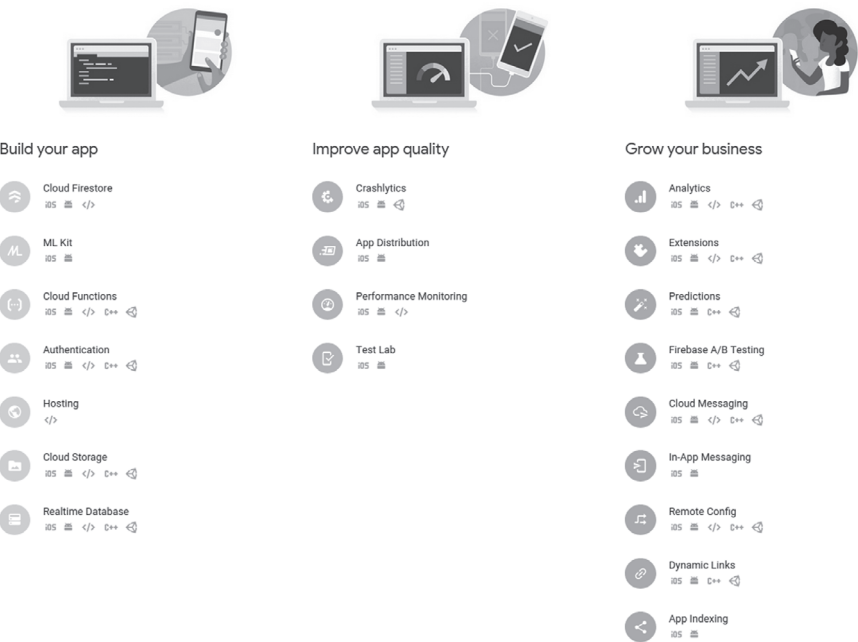 Build your app
Cloud Firestore
iOS </>
ML Kit
iOS
Cloud Functions
iOS </> C++
Authentication
iOS </> C++
Hosting
</>
Cloud Storage
iOS </> C++
Realtime Database
iOS </> C++
Improve app quality
Crashlytics
iOS
App Distribution
iOS
Performance Monitoring
iOS </>
Test Lab
iOS
Grow your business
Analytics
iOS </> C++
Extensions
iOS </> C++
Predictions
iOS C++
Firebase A/B Testing
iOS C++
Cloud Messaging
iOS </> C++
In-App Messaging
iOS
Remote Config
iOS </> C++
Dynamic Links
iOS C++
App Indexing
iOS